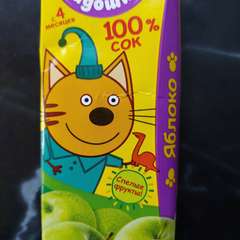 с 4
месяцев
100%
сок
Яблоко
Спелые
фрукты!